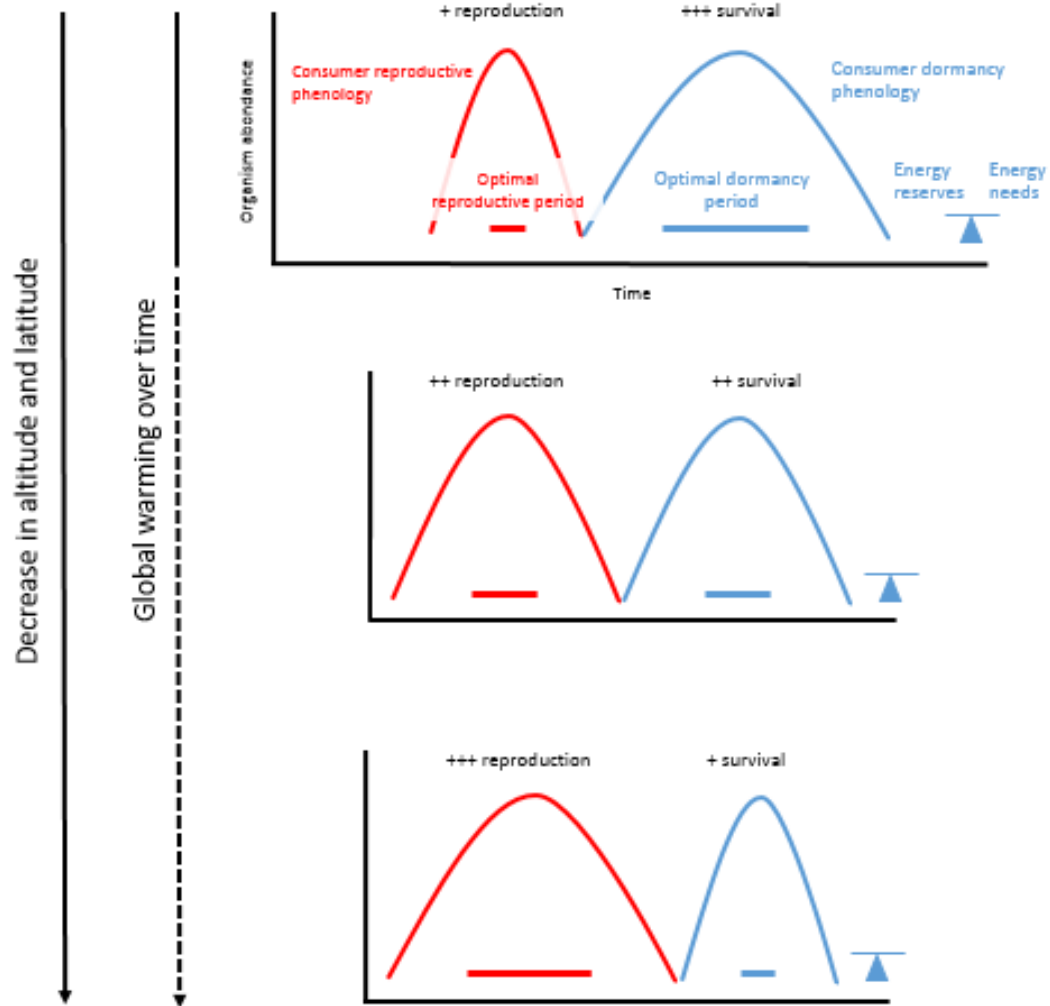 + reproduction
+++ survival
Consumer reproductive
phenology
Consumer dormancy
phenology
Organism abundance
Optimal
reproductive period
Optimal dormancy
period
Energy
reserves
Energy
needs
Time
Decrease in altitude and latitude
Global warming over time
++ reproduction
++ survival
+++ reproduction
+ survival